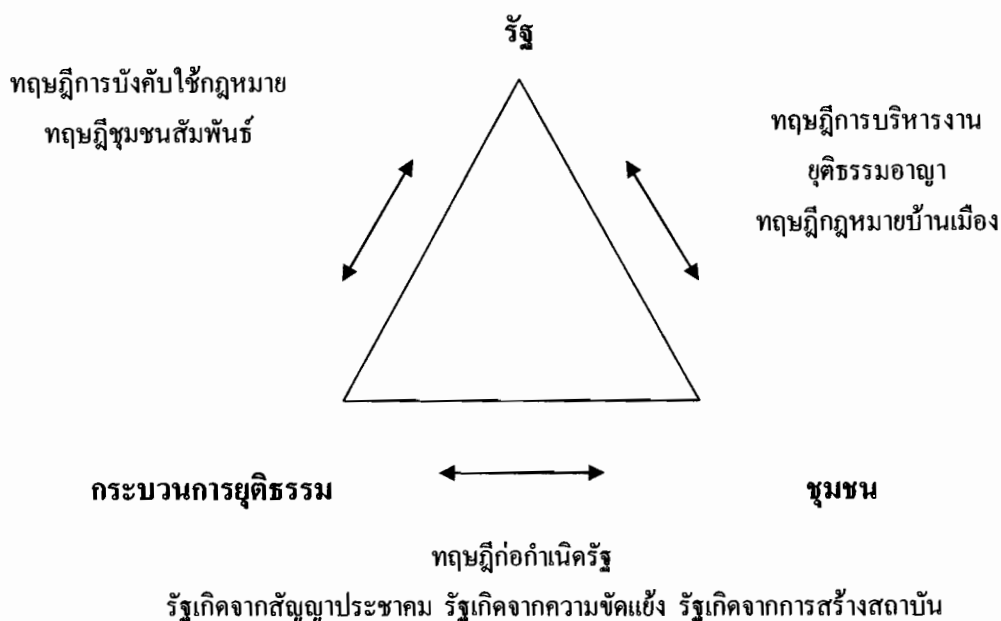 รัฐ
ทฤษฎีการบังคับใช้กฎหมาย
ทฤษฎีชุมชนสัมพันธ์
ทฤษฎีการบริหารงาน
ยุติธรรมอาญา
ทฤษฎีกฎหมายบ้านเมือง
กระบวนการยุติธรรม
ชุมชน
ทฤษฎีก่อกำเนิดรัฐ
รัฐเกิดจากสัญญาประชาคม รัฐเกิดจากความขัดแย้ง รัฐเกิดจากการสร้างสถาบัน